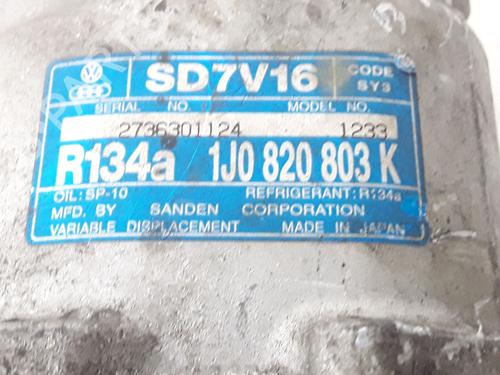 SD7V16
CODE
SY3
SERIAL NO.
MODEL NO.
2736301124
1233
R134a 1J0 820 803 K
OIL: SP-10
REFRIGERANT: R134a
MFD. BY SANDEN CORPORATION
VARIABLE DISPLACEMENT
MADE IN JAPAN